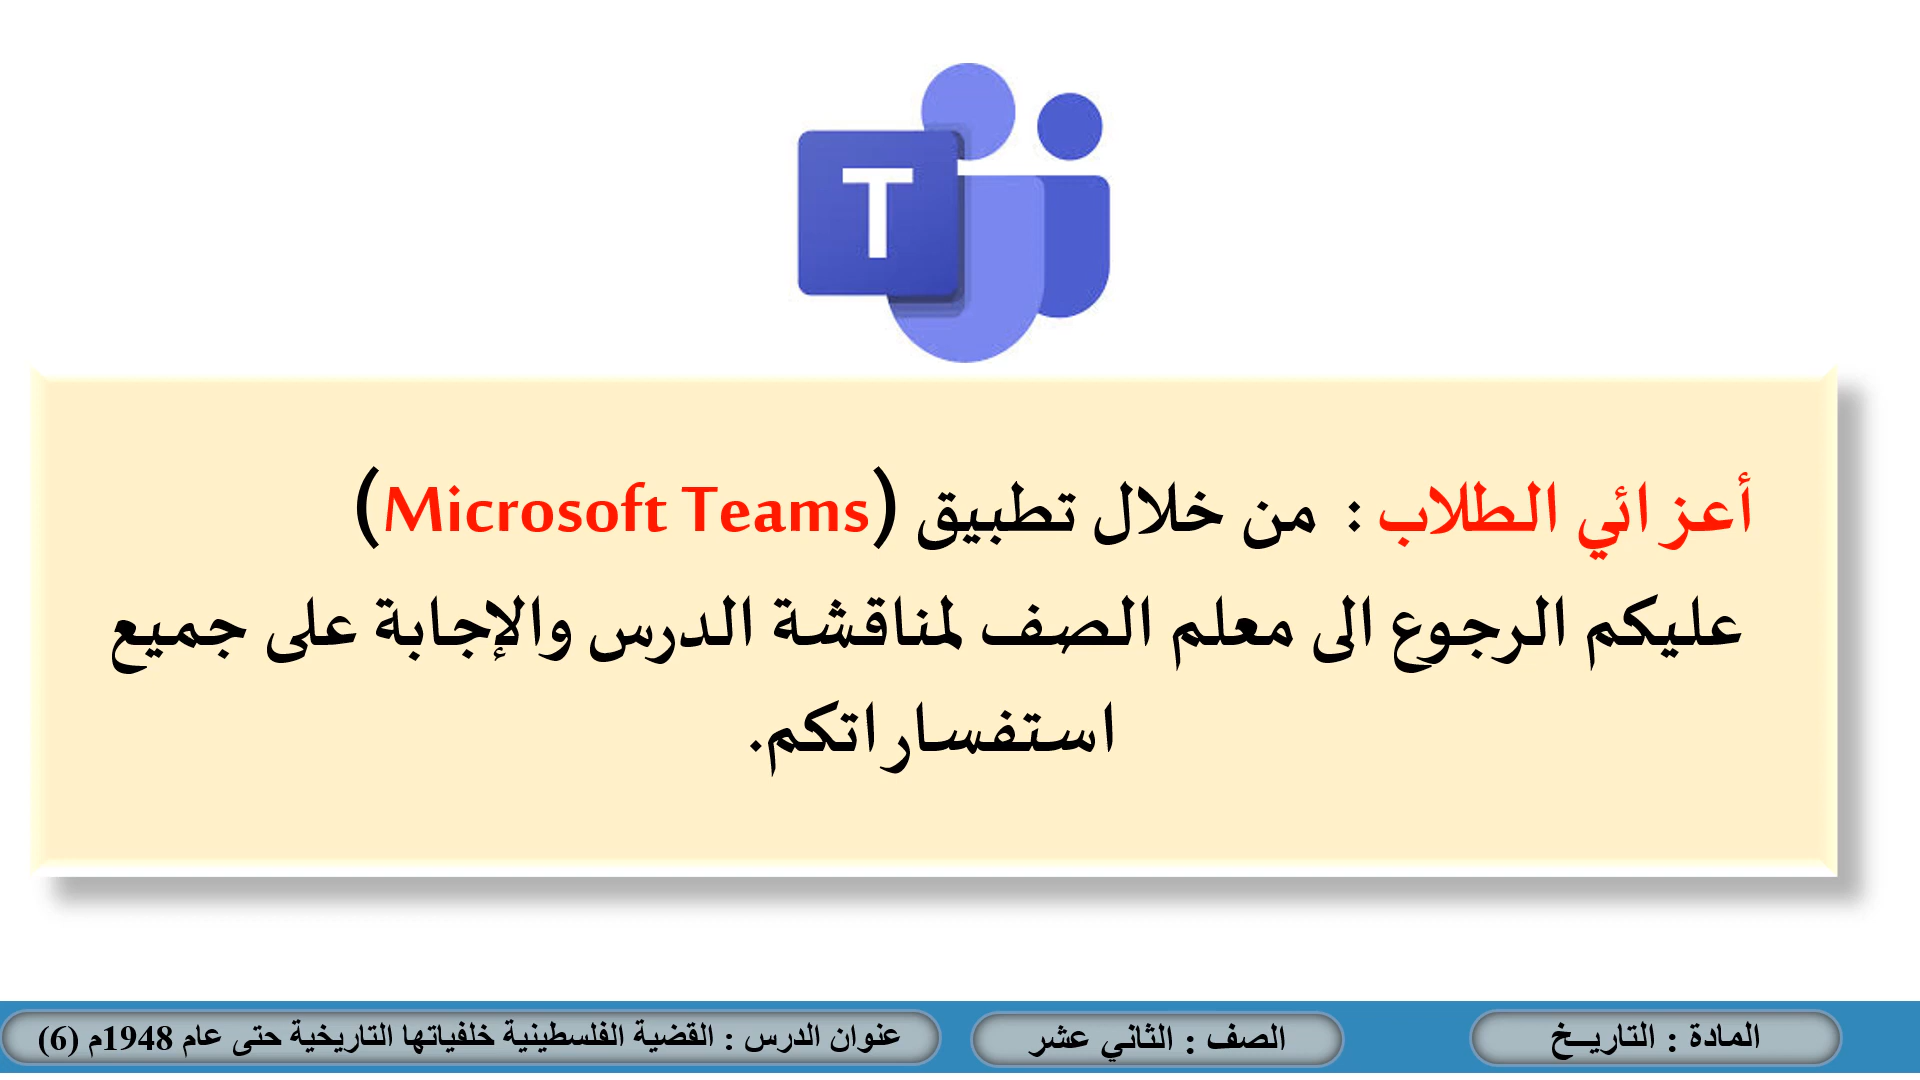 T
أعزائي الطلاب : من خلال تطبيق (Microsoft Teams)
عليكم الرجوع الى معلم الصف لمناقشة الدرس والإجابة على جميع
استفساراتكم.
المادة : التاريـخ
الصف : الثاني عشر
عنوان الدرس : القضية الفلسطينية خلفياتها التاريخية حتى عام 1948م (6)